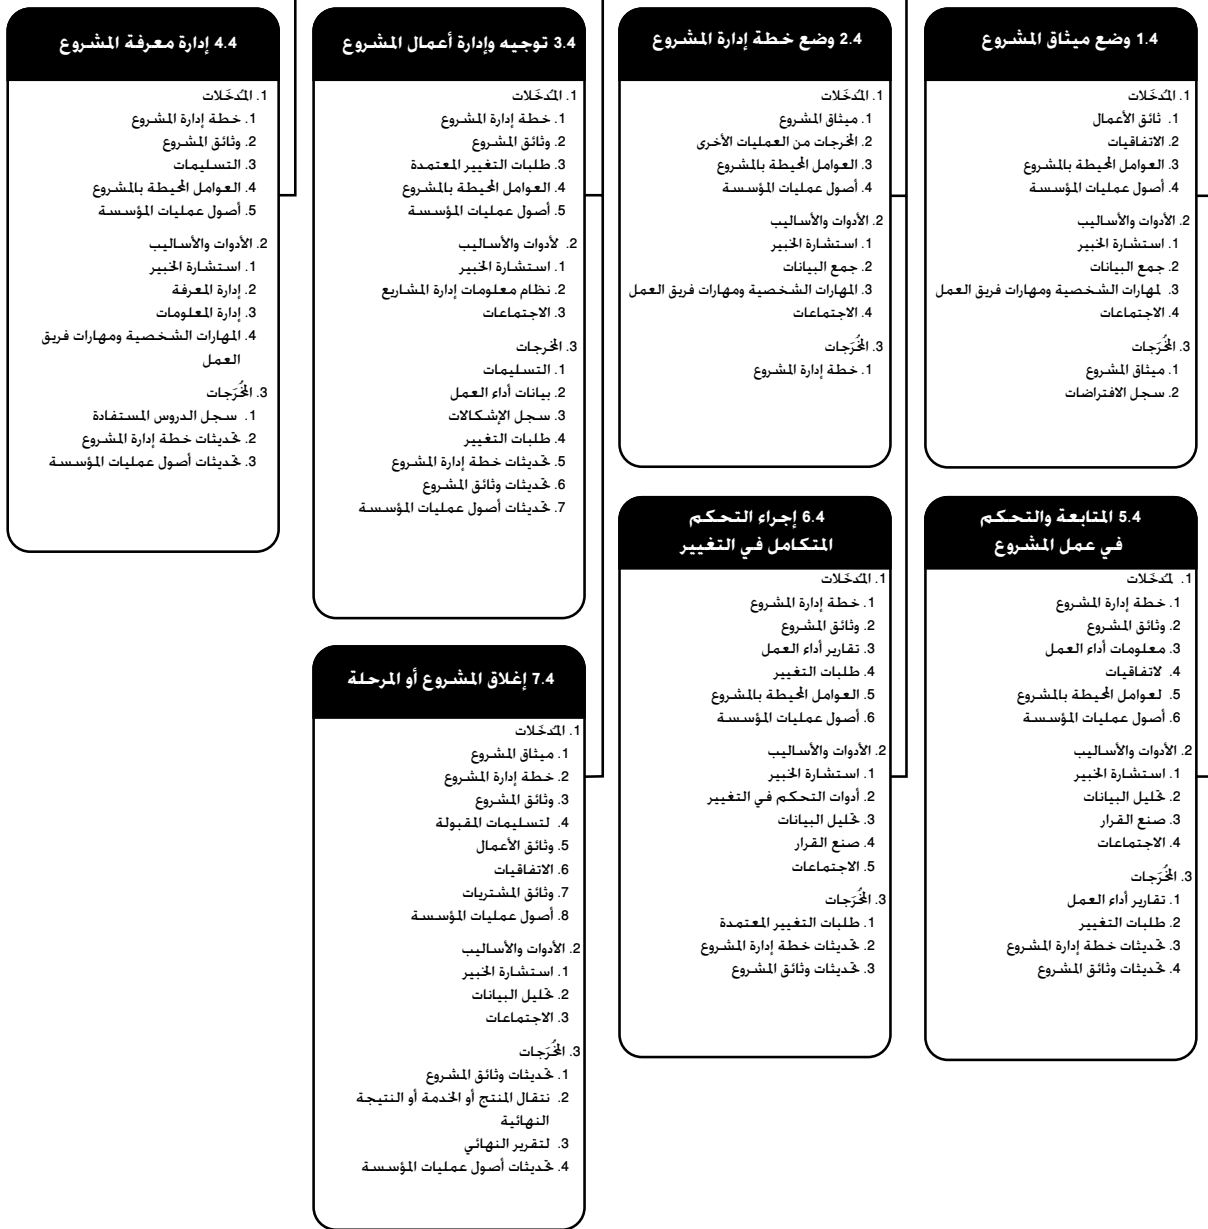 1.4 وضع ميثاق المشروع
1. المُدخَلات
1. ثائق الأعمال
2. الاتفاقيات
3. العوامل المحيطة بالمشروع
4. أصول عمليات المؤسسة
2. الأدوات والأساليب
1. استشارة الخبير
2. جمع البيانات
3. لمهارات الشخصية ومهارات فريق العمل
4. الاجتماعات
3. المخُرَجات
1. ميثاق المشروع
2. سجل الافتراضات
2.4 وضع خطة إدارة المشروع
1. المُدخَلات
1. ميثاق المشروع
2. المخرجات من العمليات الأخرى
3. العوامل المحيطة بالمشروع
4. أصول عمليات المؤسسة
2. الأدوات والأساليب
1. استشارة الخبير
2. جمع البيانات
3. المهارات الشخصية ومهارات فريق العمل
4. الاجتماعات
3. المخُرَجات
1. خطة إدارة المشروع
3.4 توجيه وإدارة أعمال المشروع
1. المُدخَلات
1. خطة إدارة المشروع
2. وثائق المشروع
3. طلبات التغيير المعتمدة
4. العوامل المحيطة بالمشروع
5. أصول عمليات المؤسسة
2. لأدوات والأساليب
1. استشارة الخبير
2. نظام معلومات إدارة المشاريع
3. الاجتماعات
3. المخرجات
1. التسليمات
2. بيانات أداء العمل
3. سجل الإشكالات
4. طلبات التغيير
5. تحديثات خطة إدارة المشروع
6. تحديثات وثائق المشروع
7. تحديثات أصول عمليات المؤسسة
4.4 إدارة معرفة المشروع
1. المُدخَلات
1. خطة إدارة المشروع
2. وثائق المشروع
3. التسليمات
4. العوامل المحيطة بالمشروع
5. أصول عمليات المؤسسة
2. الأدوات والأساليب
1. استشارة الخبير
2. إدارة المعرفة
3. إدارة المعلومات
4. المهارات الشخصية ومهارات فريق
العمل
3. المخُرَجات
1. سجل الدروس المستفادة
2. تحديثات خطة إدارة المشروع
3. تحديثات أصول عمليات المؤسسة
5.4 المتابعة والتحكم
في عمل المشروع
1. لمُدخَلات
1. خطة إدارة المشروع
2. وثائق المشروع
3. معلومات أداء العمل
4. لاتفاقيات
5. لعوامل المحيطة بالمشروع
6. أصول عمليات المؤسسة
2. الأدوات والأساليب
1. استشارة الخبير
2. تحليل البيانات
3. صنع القرار
4. الاجتماعات
3. المخُرَجات
1. تقارير أداء العمل
2. طلبات التغيير
3. تحديثات خطة إدارة المشروع
4. تحديثات وثائق المشروع
6.4 إجراء التحكم
المتكامل في التغيير
1. المُدخَلات
1. خطة إدارة المشروع
2. وثائق المشروع
3. تقارير أداء العمل
4. طلبات التغيير
5. العوامل المحيطة بالمشروع
6. أصول عمليات المؤسسة
2. الأدوات والأساليب
1. استشارة الخبير
2. أدوات التحكم في التغيير
3. تحليل البيانات
4. صنع القرار
5. الاجتماعات
3. المخُرَجات
1. طلبات التغيير المعتمدة
2. تحديثات خطة إدارة المشروع
3. تحديثات وثائق المشروع
7.4 إغلاق المشروع أو المرحلة
1. المُدخَلات
1. ميثاق المشروع
2. خطة إدارة المشروع
3. وثائق المشروع
4. لتسليمات المقبولة
5. وثائق الأعمال
6. الاتفاقيات
7. وثائق المشتريات
8. أصول عمليات المؤسسة
2. الأدوات والأساليب
1. استشارة الخبير
2. تحليل البيانات
3. الاجتماعات
3. المخُرَجات
1. تحديثات وثائق المشروع
2. نتقال المنتج أو الخدمة أو النتيجة
النهائية
3. لتقرير النهائي
4. تحديثات أصول عمليات المؤسسة